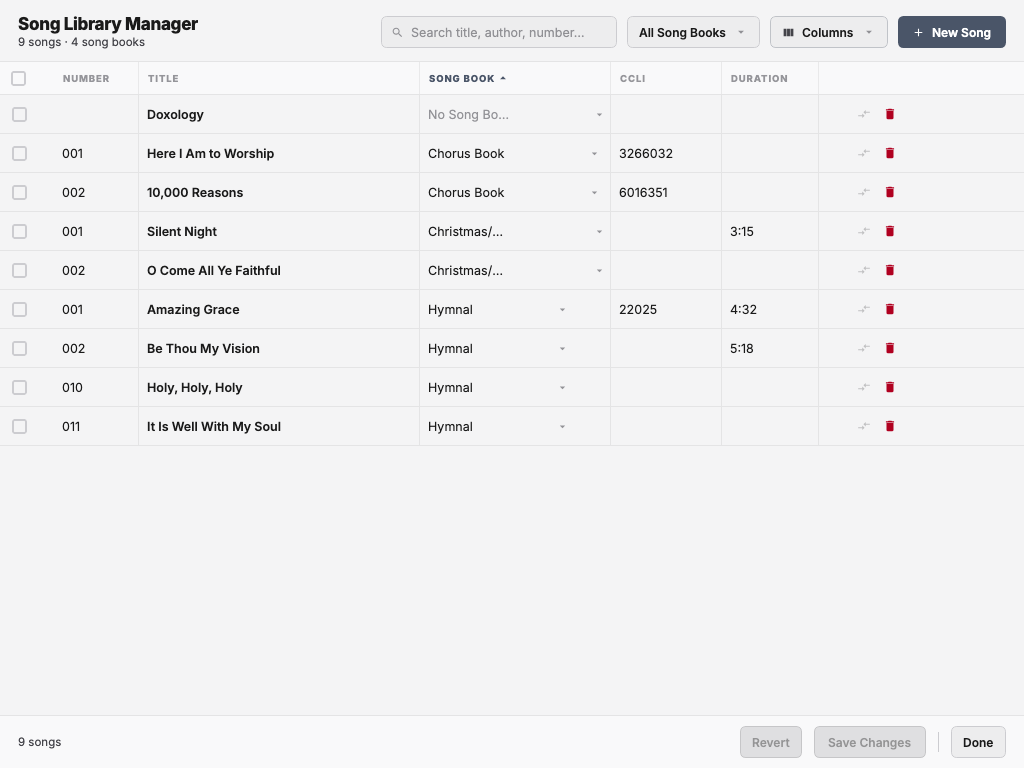 Song Library Manager
9 songs · 4 song books
Search title, author, number...
All Song Books
Columns
New Song
NUMBER TITLE SONG BOOK CCLI DURATION
Doxology No Song Bo...
001 Here I Am to Worship Chorus Book 3266032
002 10,000 Reasons Chorus Book 6016351
001 Silent Night Christmas/... 3:15
002 O Come All Ye Faithful Christmas/...
001 Amazing Grace Hymnal 22025 4:32
002 Be Thou My Vision Hymnal 5:18
010 Holy, Holy, Holy Hymnal
011 It Is Well With My Soul Hymnal
9 songs
Revert
Save Changes
Done